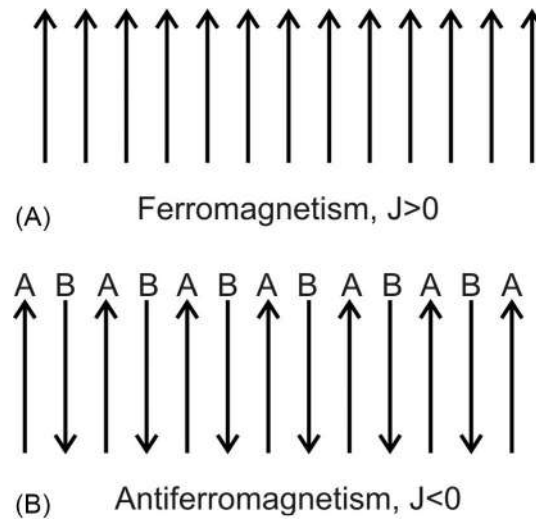 (A) Ferromagnetism, J>0
A B A B A B A B A B A B A
(B) Antiferromagnetism, J<0